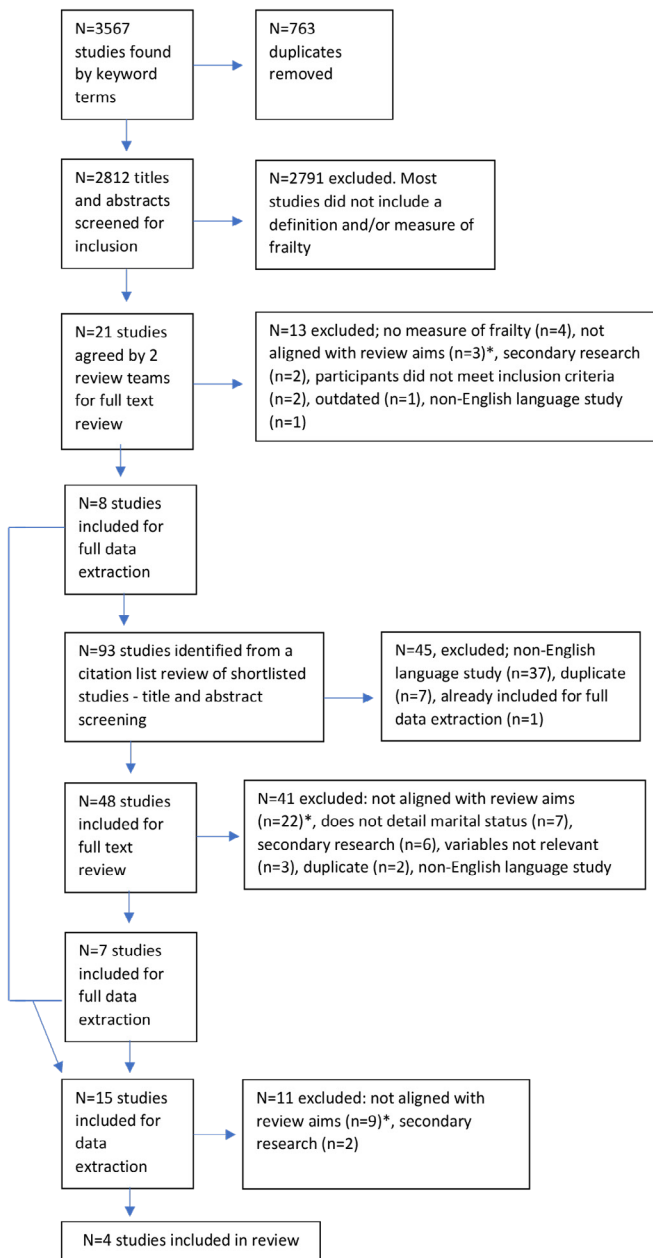 N=3567
studies found
by keyword
terms
N=763
duplicates
removed
N=2812 titles
and abstracts
screened for
inclusion
N=2791 excluded. Most
studies did not include a
definition and/or measure of
frailty
N=21 studies
agreed by 2
review teams
for full text
review
N=13 excluded; no measure of frailty (n=4), not
aligned with review aims (n=3)*, secondary research
(n=2), participants did not meet inclusion criteria
(n=2), outdated (n=1), non-English language study
(n=1)
N=8 studies
included for
full data
extraction
N=93 studies identified from a
citation list review of shortlisted
studies - title and abstract
screening
N=45, excluded; non-English
language study (n=37), duplicate
(n=7), already included for full
data extraction (n=1)
N=48 studies
included for
full text
review
N=41 excluded: not aligned with review aims
(n=22)*, does not detail marital status (n=7),
secondary research (n=6), variables not relevant
(n=3), duplicate (n=2), non-English language study
N=7 studies
included for
full data
extraction
N=15 studies
included for
data
extraction
N=11 excluded: not aligned with
review aims (n=9)*, secondary
research (n=2)
N=4 studies included in review